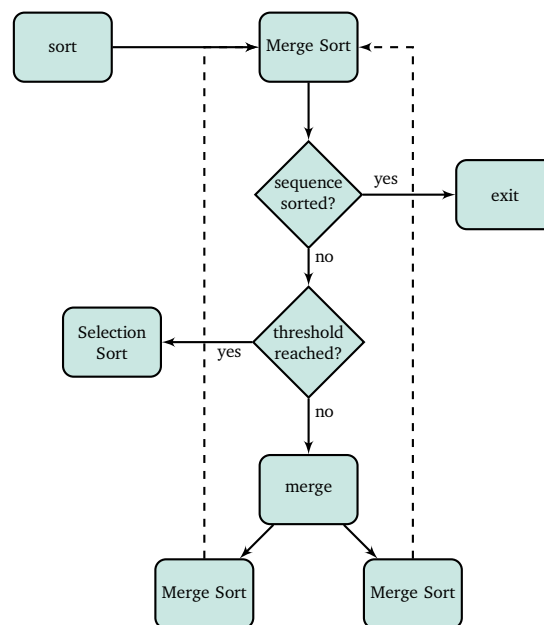 sort
Merge Sort
sequence
sorted?
yes
exit
no
Selection
Sort
yes
threshold
reached?
no
merge
Merge Sort
Merge Sort